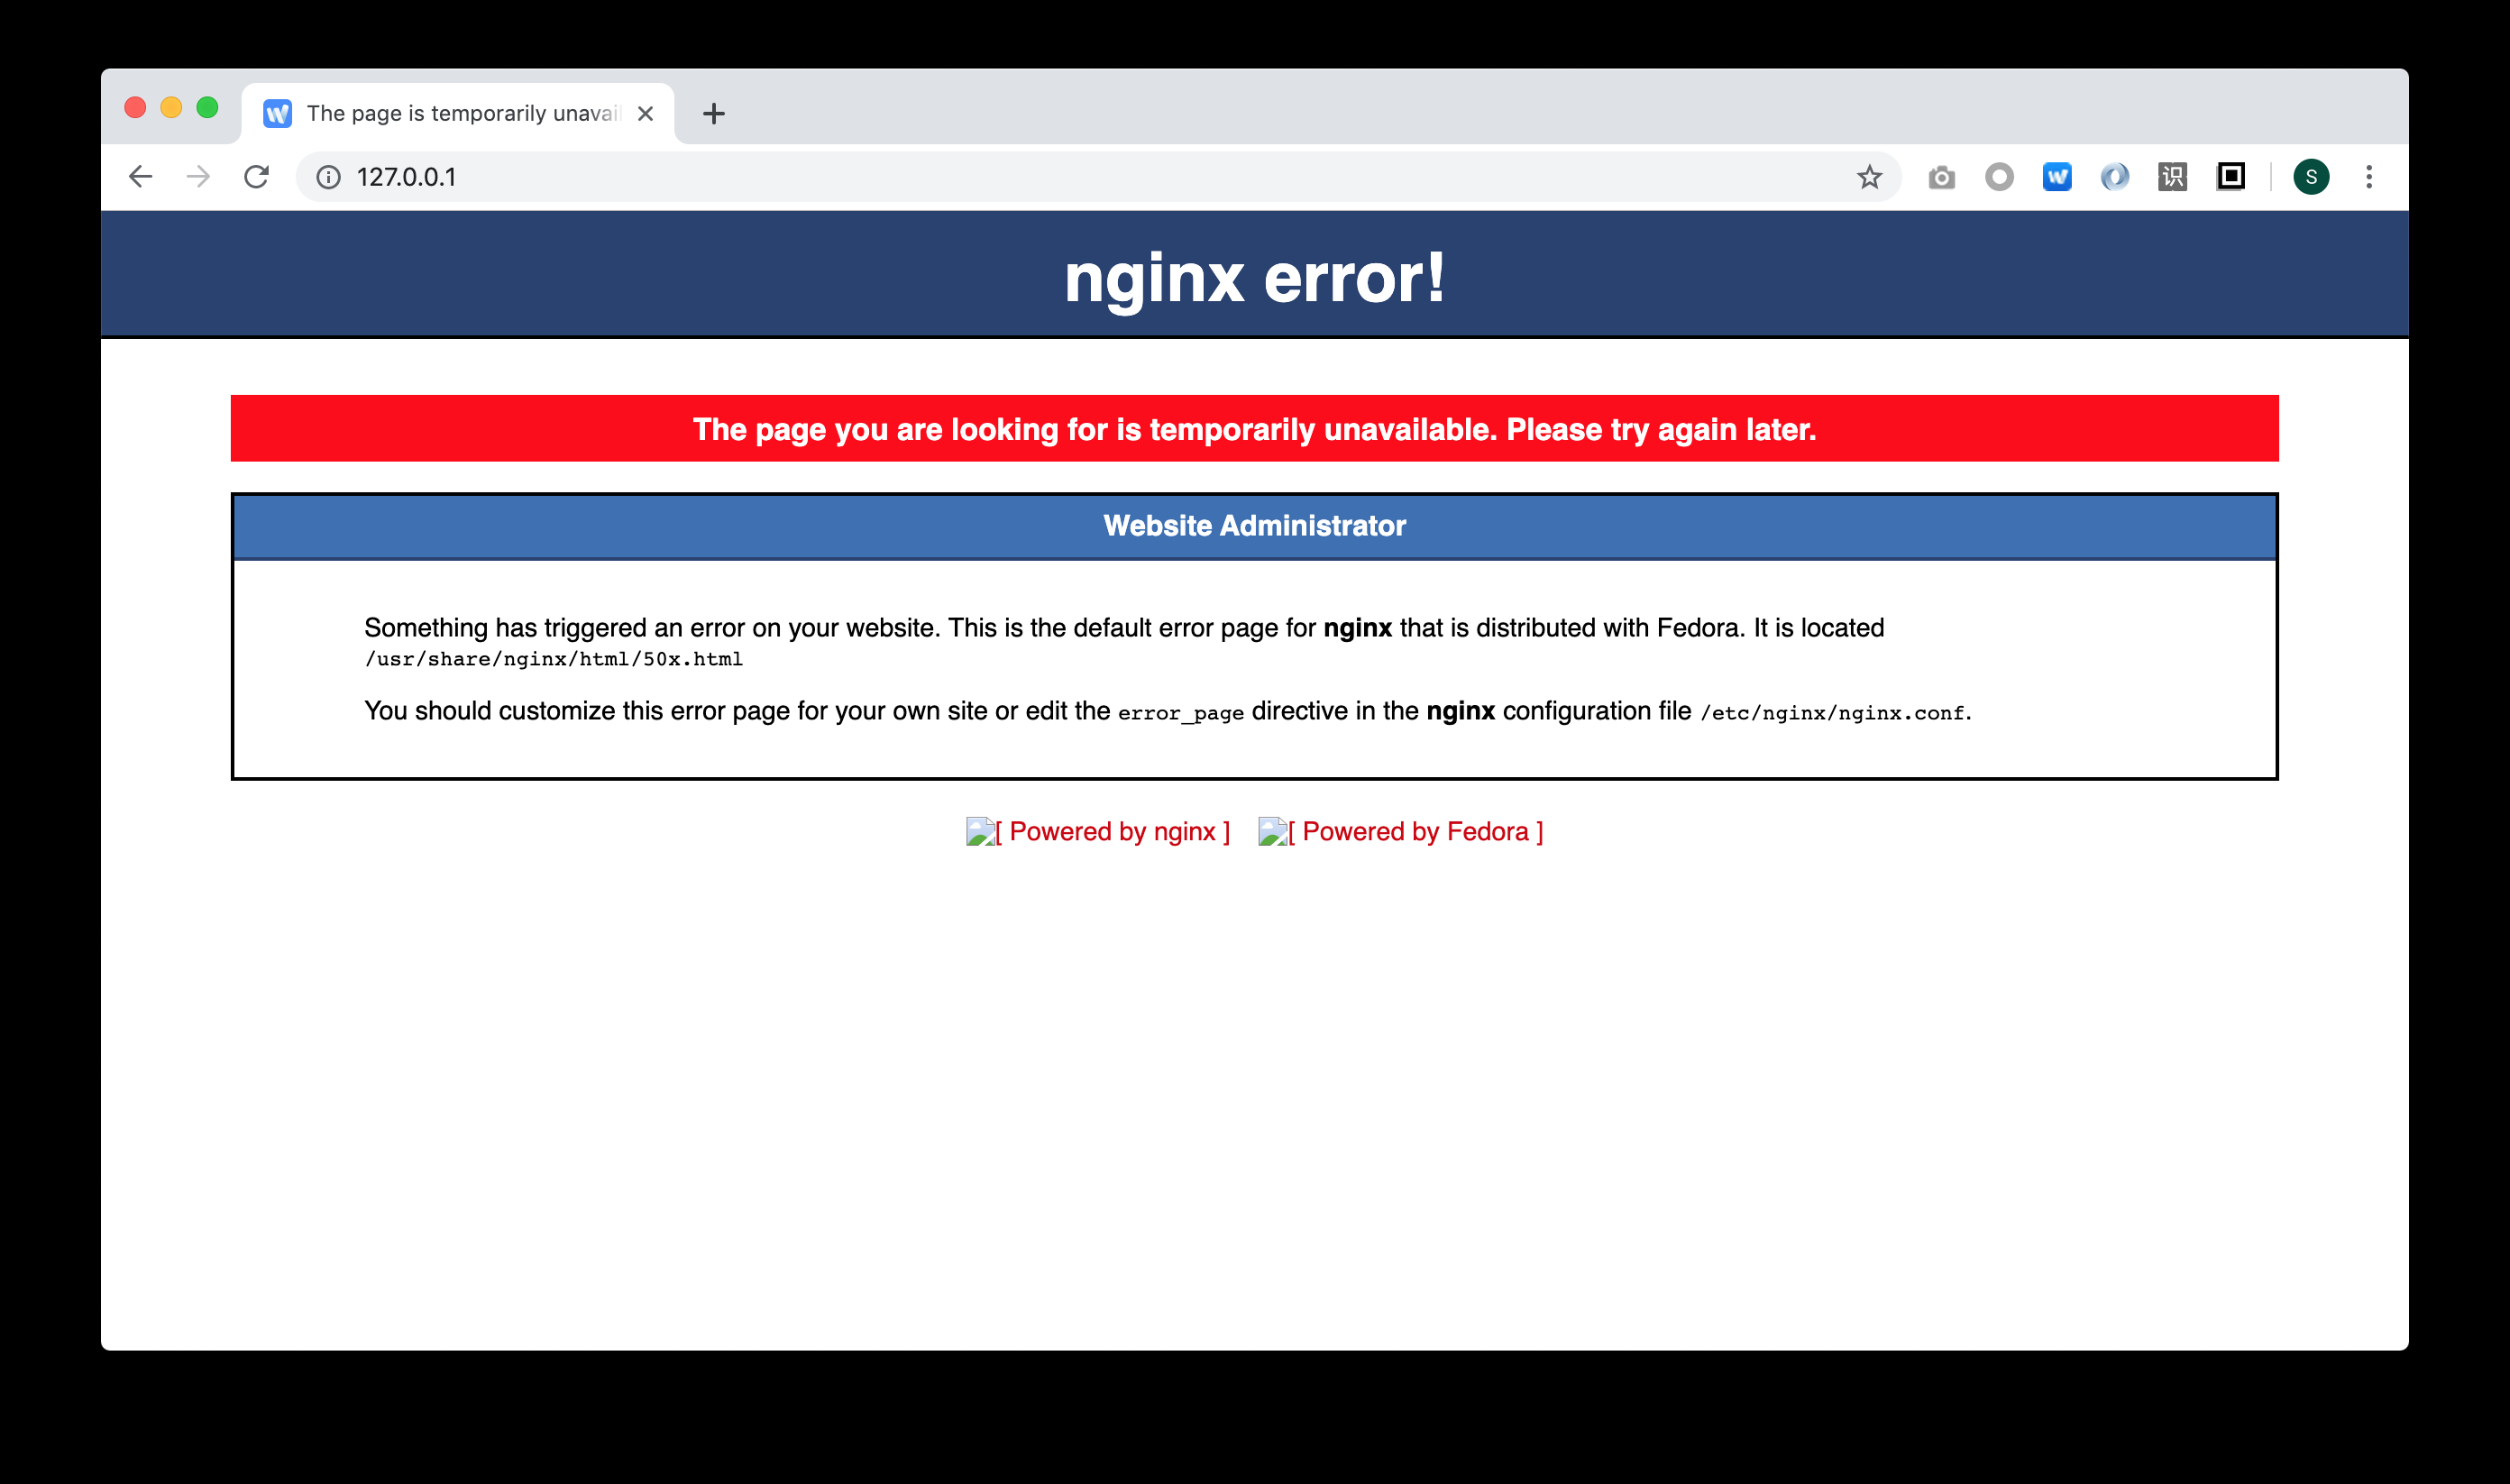 The page is temporarily unavail
127.0.0.1
识
S
nginx error!
The page you are looking for is temporarily unavailable. Please try again later.
Website Administrator
Something has triggered an error on your website. This is the default error page for nginx that is distributed with Fedora. It is located
/usr/share/nginx/html/50x.html
You should customize this error page for your own site or edit the error_page directive in the nginx configuration file /etc/nginx/nginx.conf.
[ Powered by nginx ] [ Powered by Fedora ]